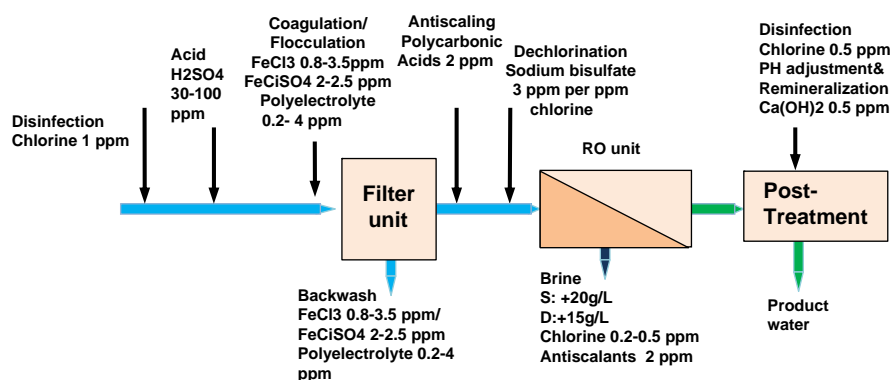 Disinfection
Chlorine 1 ppm
Acid
H2SO4
30-100
ppm
Coagulation/
Flocculation
FeCl3 0.8-3.5ppm
FeCiSO4 2-2.5 ppm
Polyelectrolyte
0.2- 4 ppm
Antiscaling
Polycarbonic
Acids 2 ppm
Dechlorination
Sodium bisulfate
3 ppm per ppm
chlorine
Disinfection
Chlorine 0.5 ppm
PH adjustment&
Remineralization
Ca(OH)2 0.5 ppm
Filter
unit
RO unit
Post-
Treatment
Backwash
FeCl3 0.8-3.5 ppm/
FeCiSO4 2-2.5 ppm
Polyelectrolyte 0.2-4
ppm
Brine
S: +20g/L
D:+15g/L
Chlorine 0.2-0.5 ppm
Antiscalants 2 ppm
Product
water